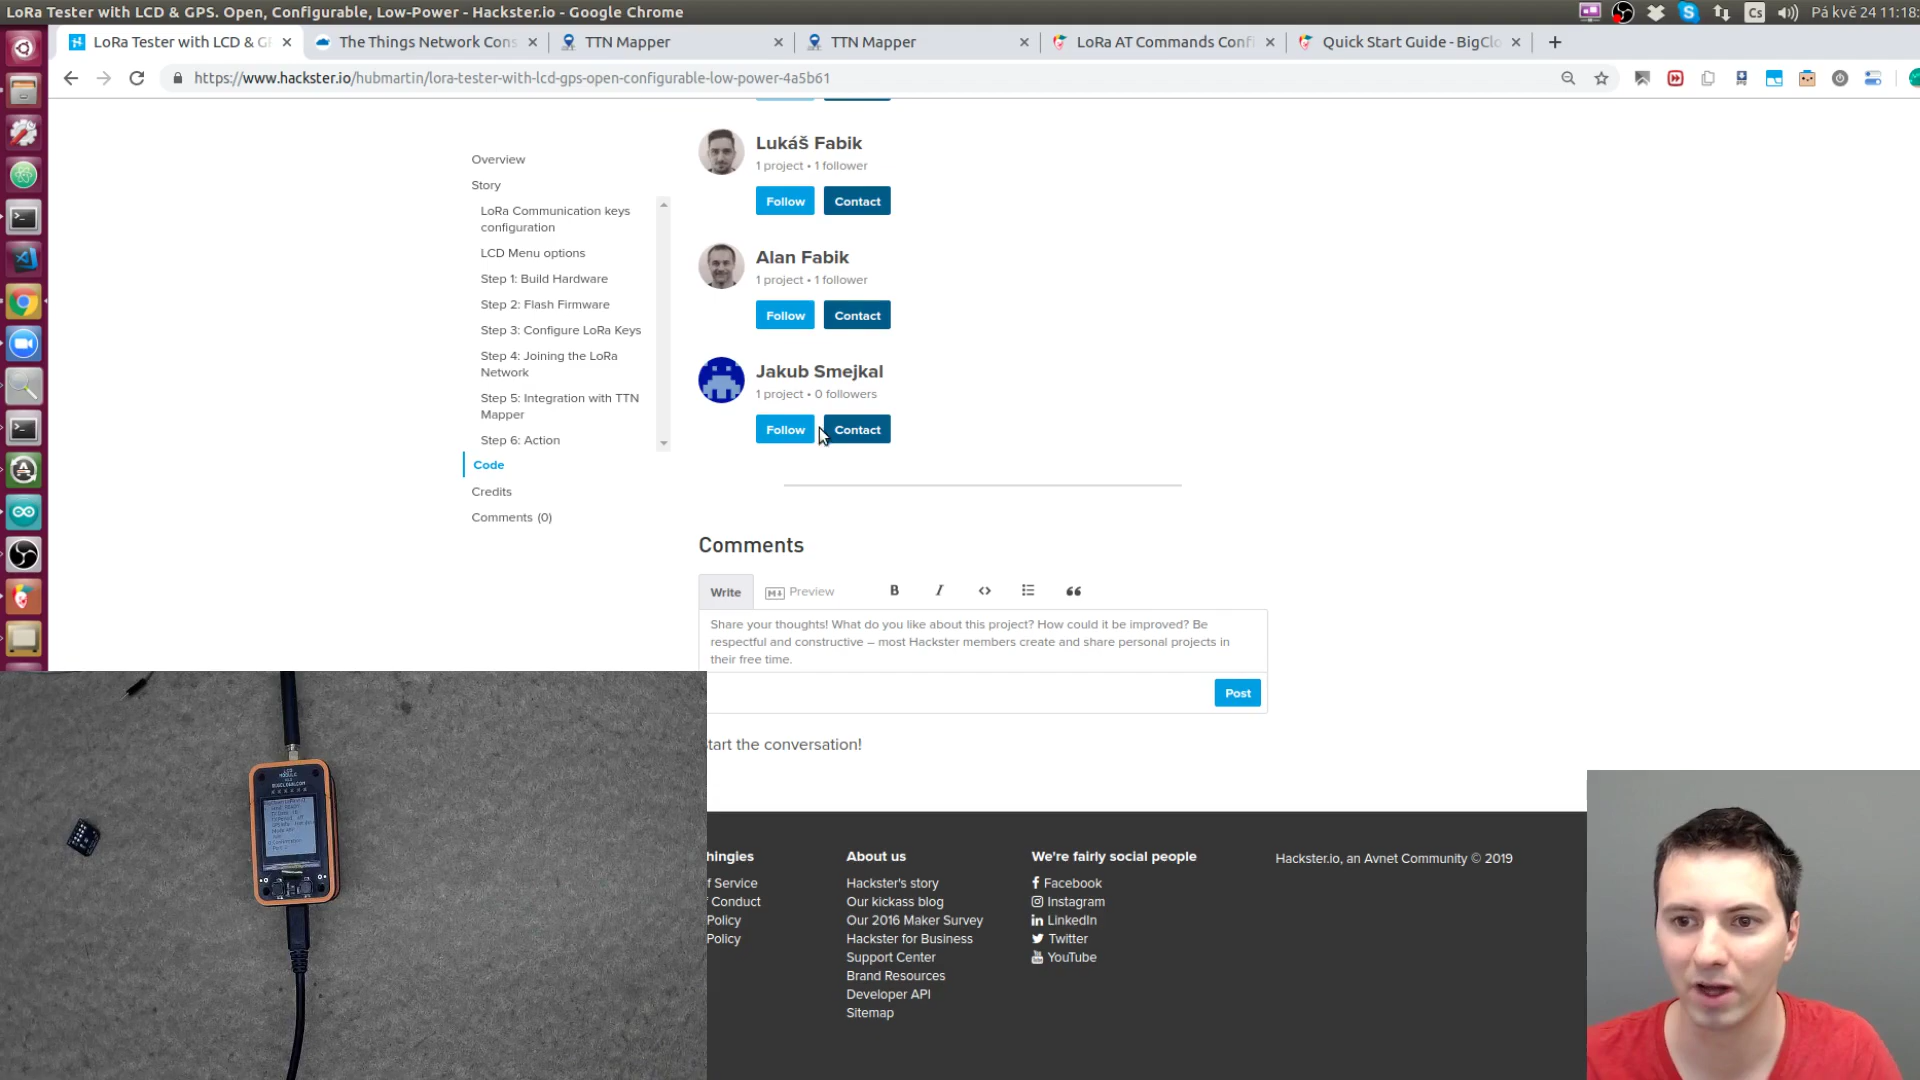 LoRa Tester with LCD & GPS. Open, Configurable, Low-Power - Hackster.io - Google Chrome
Cs
Pá kvě 24 11:18:
LoRa Tester with LCD & G
The Things Network Cons
TTN Mapper
TTN Mapper
LoRA AT Commands Confi
Quick Start Guide - BigClo
https://www.hackster.io/hubmartin/lora-tester-with-lcd-gps-open-configurable-low-power-4a5b61
Overview
Story
LoRa Communication keys
configuration
LCD Menu options
Step 1: Build Hardware
Step 2: Flash Firmware
Step 3: Configure LoRa Keys
Step 4: Joining the LoRa
Network
Step 5: Integration with TTN
Mapper
Step 6: Action
Code
Credits
Comments (0)
Lukáš Fabik
1 project • 1 follower
Follow
Contact
Alan Fabik
1 project • 1 follower
Follow
Contact
Jakub Smejkal
1 project • 0 followers
Follow
Contact
Comments
Write
Preview
Share your thoughts! What do you like about this project? How could it be improved? Be
respectful and constructive – most Hackster members create and share personal projects in
their free time.
Post
tart the conversation!
hingies
f Service
Conduct
Policy
Policy
About us
Hackster's story
Our kickass blog
Our 2016 Maker Survey
Hackster for Business
Support Center
Brand Resources
Developer API
Sitemap
We're fairly social people
Facebook
Instagram
LinkedIn
Twitter
YouTube
Hackster.io, an Avnet Community © 2019
LCD
MODULE
BIGCLOWN.COM